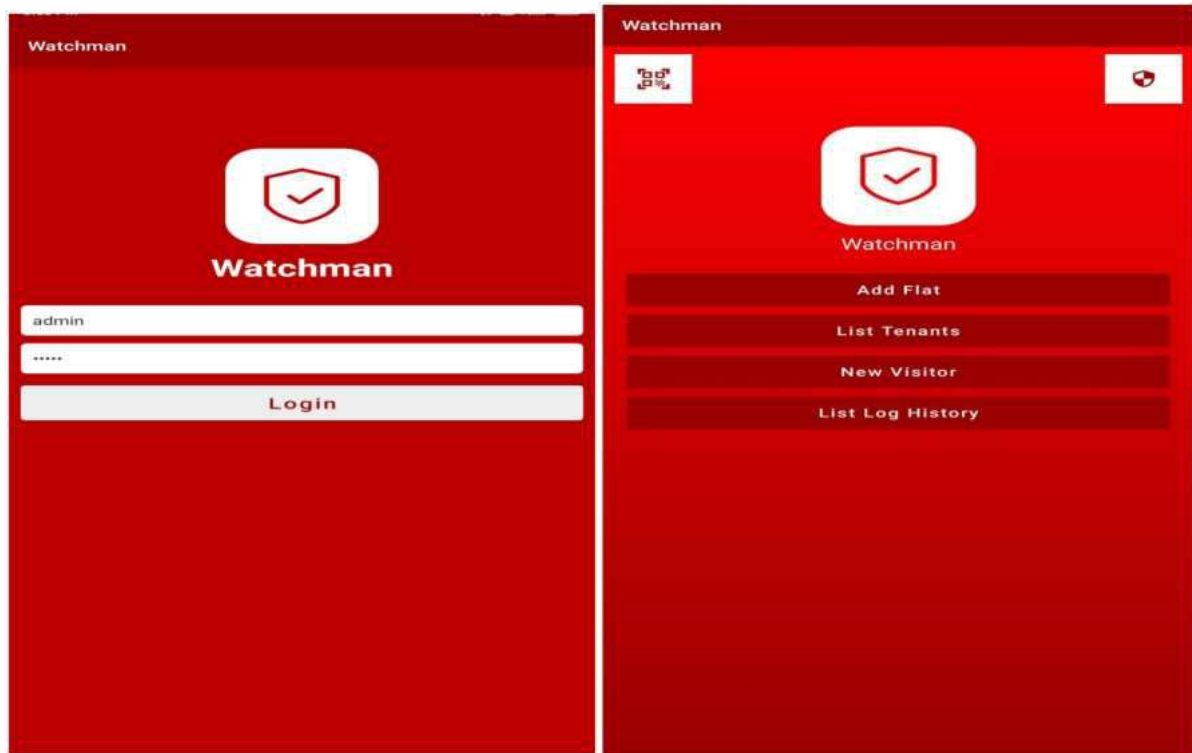 Watchman
Watchman
admin
•••••
Login
Watchman
Watchman
Add Flat
List Tenants
New Visitor
List Log History